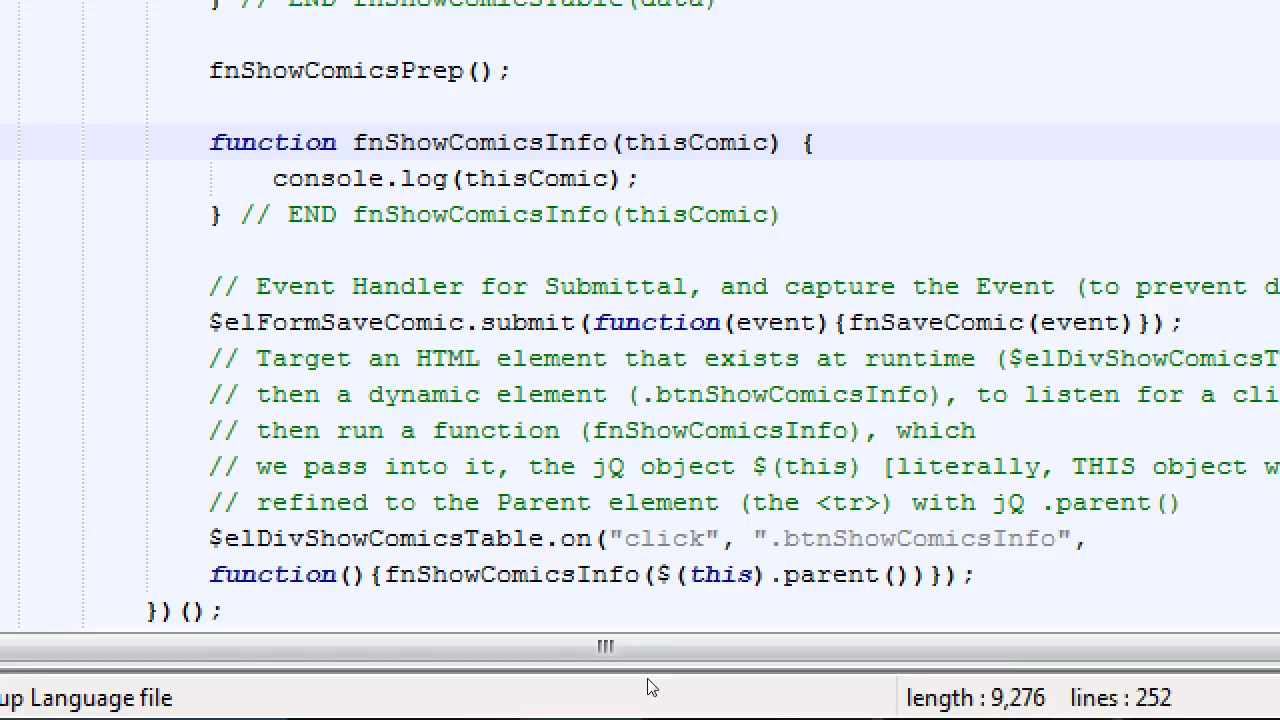 } // END fnShowComicsTable(data)
fnShowComicsPrep();
function fnShowComicsInfo(thisComic) {
console.log(thisComic);
} // END fnShowComicsInfo(thisComic)
// Event Handler for Submittal, and capture the Event (to prevent d
$elFormSaveComic.submit(function(event){fnSaveComic(event)});
// Target an HTML element that exists at runtime ($elDivShowComicsT
// then a dynamic element (.btnShowComicsInfo), to listen for a cli
// then run a function (fnShowComicsInfo), which
// we pass into it, the jQ object $(this) [literally, THIS object w
// refined to the Parent element (the <tr>) with jQ .parent()
$elDivShowComicsTable.on("click", ".btnShowComicsInfo",
function(){fnShowComicsInfo($(this).parent())});
})();
up Language file length : 9,276 lines : 252